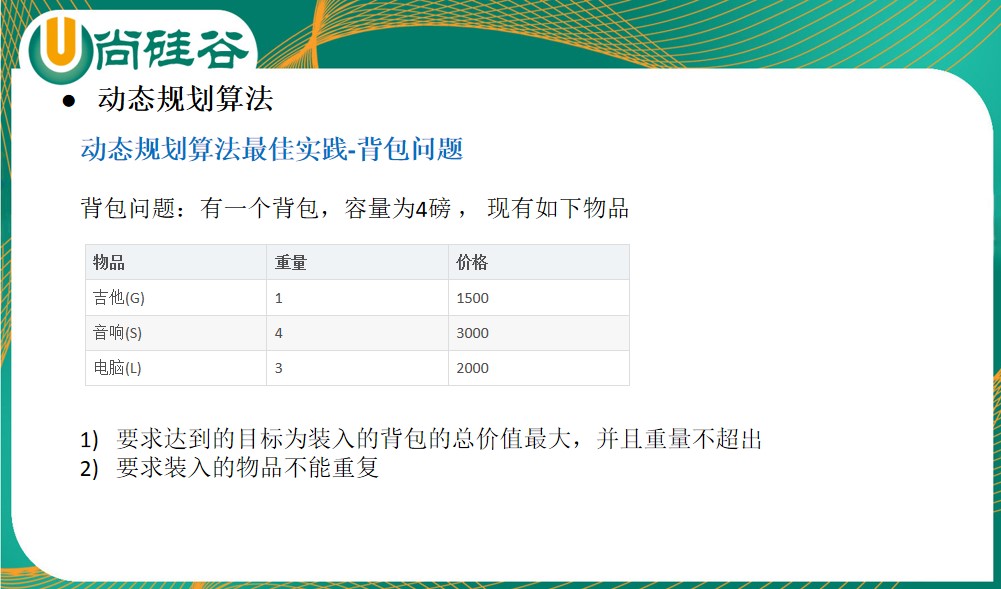 尚硅谷
● 动态规划算法
动态规划算法最佳实践-背包问题
背包问题：有一个背包，容量为4磅 ， 现有如下物品
物品 重量 价格
吉他(G) 1 1500
音响(S) 4 3000
电脑(L) 3 2000
1) 要求达到的目标为装入的背包的总价值最大，并且重量不超出
2) 要求装入的物品不能重复